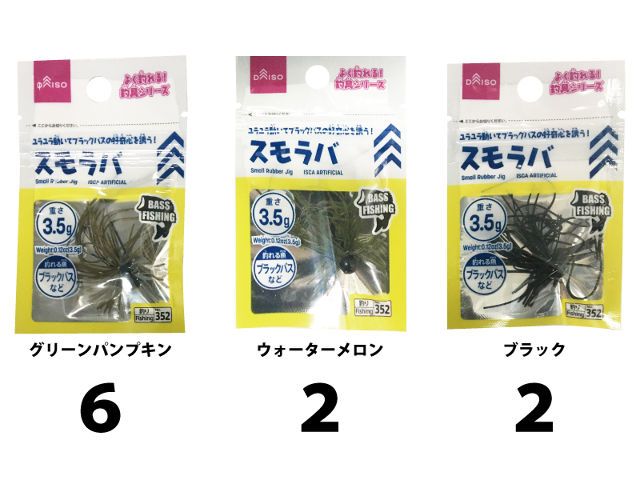 DAISO
よく釣れる!
釣具シリーズ
ユラユラ動いてブラックバスの好奇心を誘う!
スモラバ
Small Rubber Jig ISCA ARTIFICIAL
BASS
FISHING
重さ
3.5g
Weight:0.12oz(3.5g)
釣れる魚
ブラックバス
など
釣り
Fishing
352
グリーンパンプキン
6
DAISO
よく釣れる!
釣具シリーズ
ユラユラ動いてブラックバスの好奇心を誘う!
スモラバ
Small Rubber Jig ISCA ARTIFICIAL
BASS
FISHING
重さ
3.5g
Weight:0.12oz(3.5g)
釣れる魚
ブラックバス
など
釣り
Fishing
352
ウォーターメロン
2
DAISO
よく釣れる!
釣具シリーズ
ユラユラ動いてブラックバスの好奇心を誘う!
スモラバ
Small Rubber Jig ISCA ARTIFICIAL
BASS
FISHING
重さ
3.5g
Weight:0.12oz(3.5g)
釣れる魚
ブラックバス
など
釣り
Fishing
352
ブラック
2